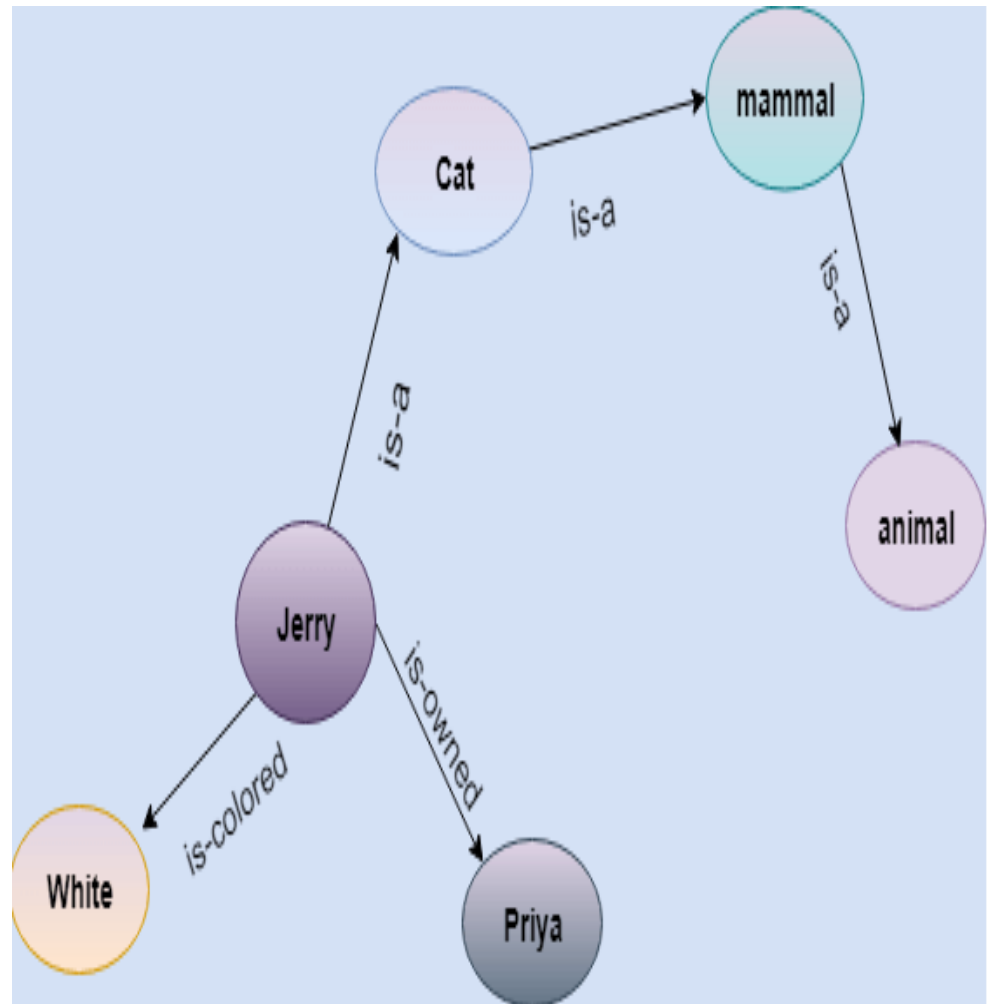 mammal
Cat
is-a
is-a
is-a
animal
Jerry
is-owned
is-colored
White
Priya